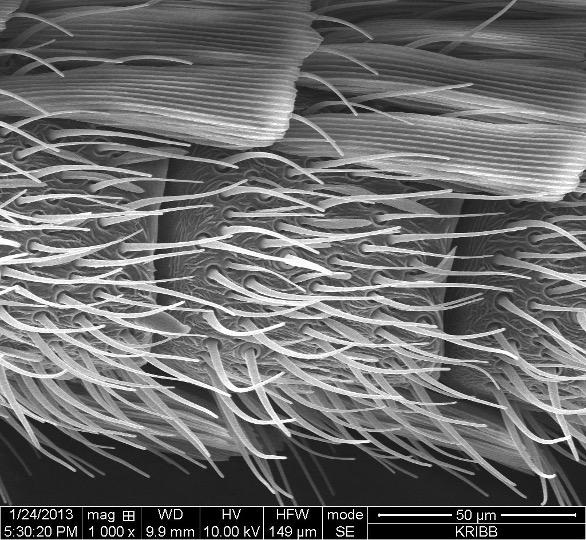 1/24/2013 mag WD HV HFW mode 50 µm
5:30:20 PM 1 000 x 9.9 mm 10.00 kV 149 µm SE KRIBB